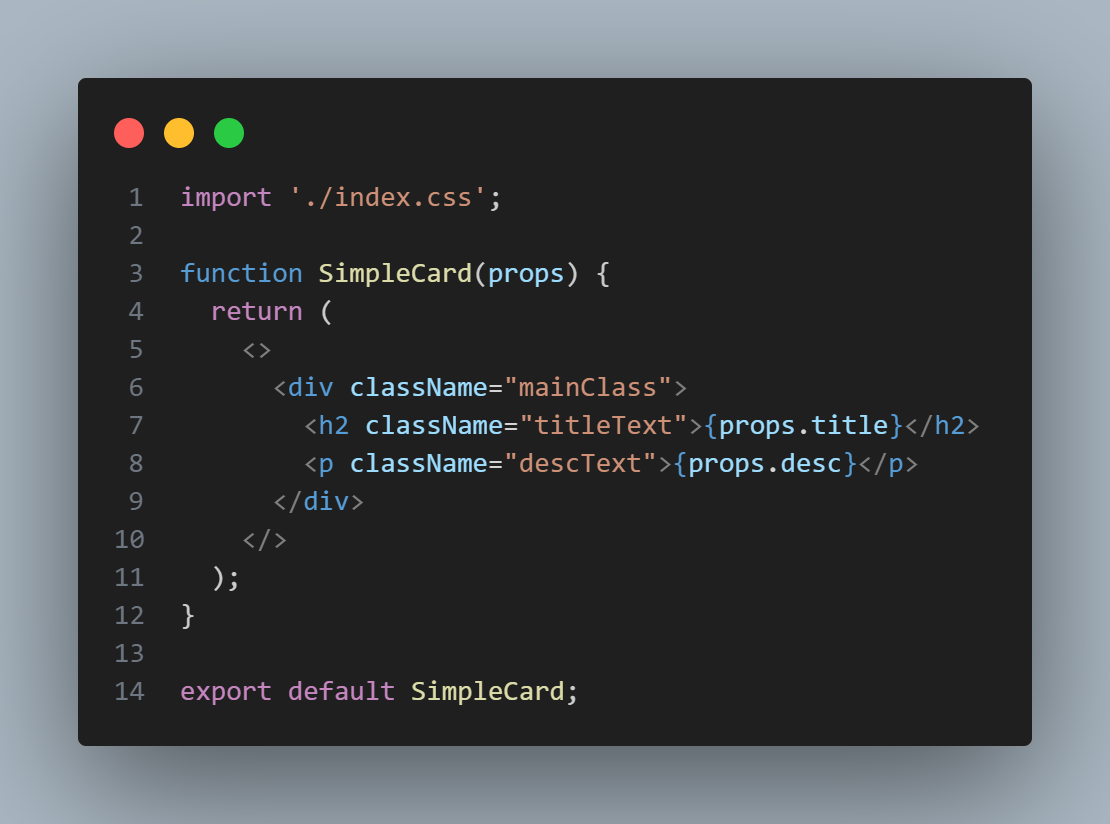 1 import './index.css';
2
3 function SimpleCard(props) {
4   return (
5     <>
6       <div className="mainClass">
7         <h2 className="titleText">{props.title}</h2>
8         <p className="descText">{props.desc}</p>
9       </div>
10     </>
11   );
12 }
13
14 export default SimpleCard;